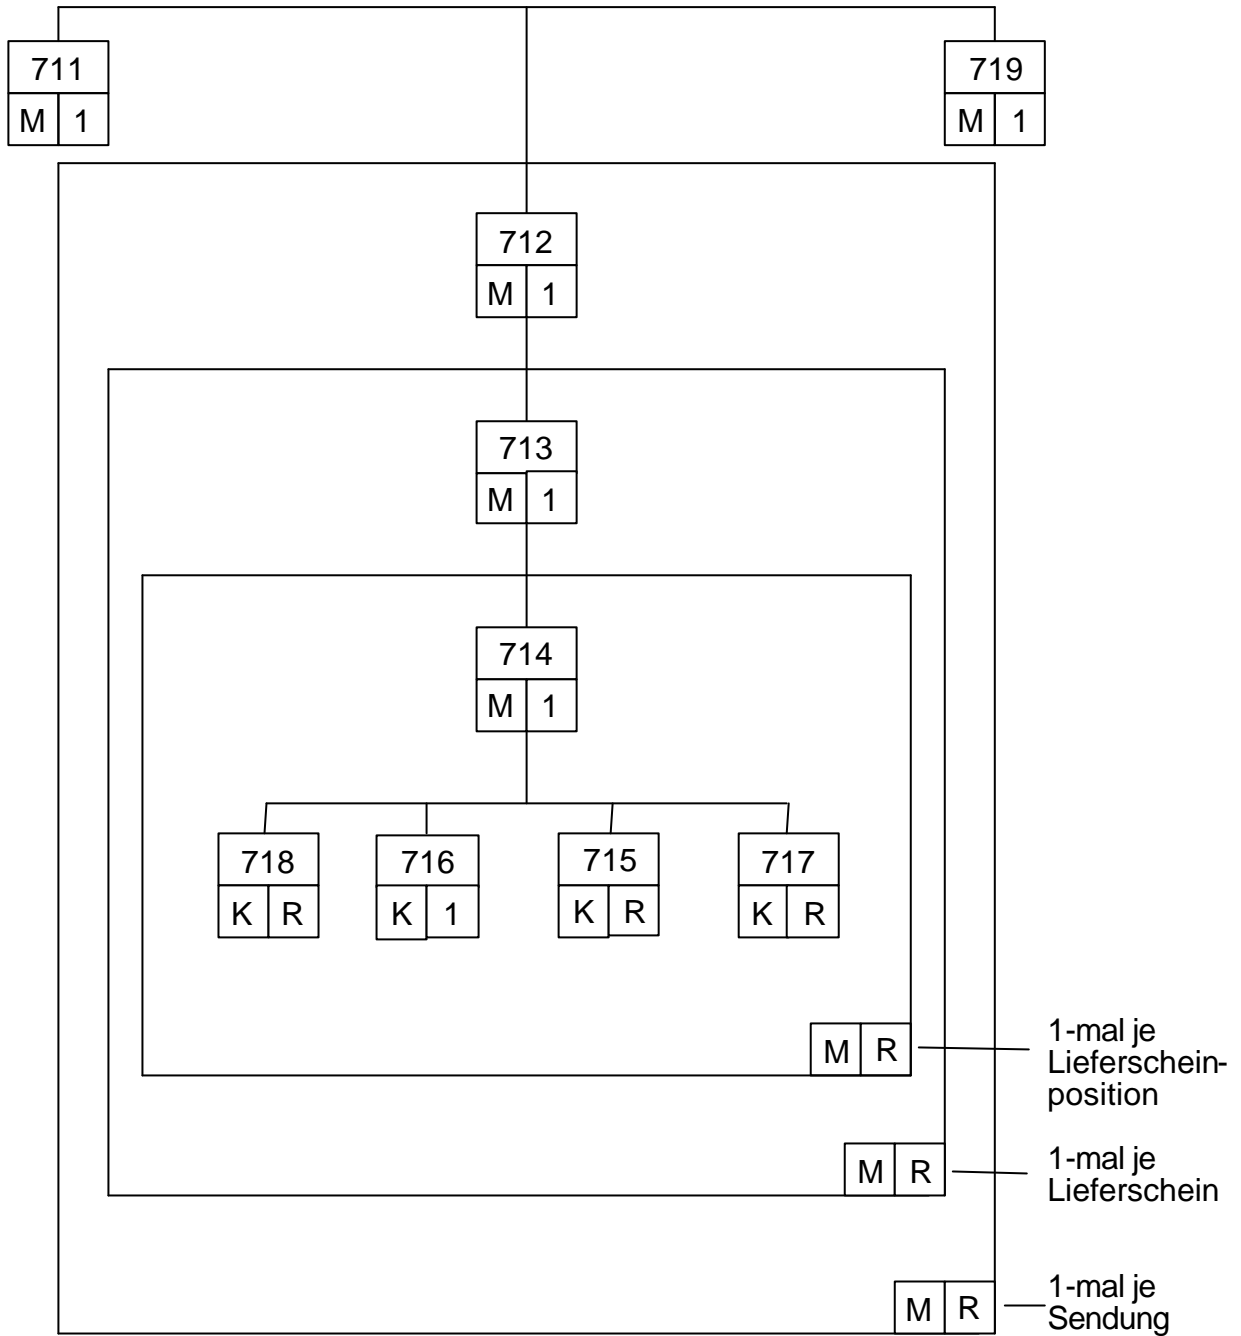 711
719
M 1
M 1
712
M 1
713
M 1
714
M 1
718
716
715
717
K R
K 1
K R
K R
M R
1-mal je
Lieferschein-
position
M R
1-mal je
Lieferschein
M R
1-mal je
Sendung